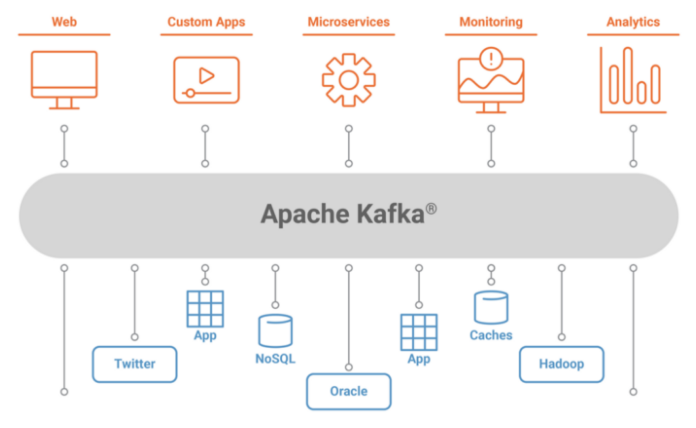 Web
Custom Apps
Microservices
Monitoring
Analytics
!
Apache Kafka®
App
NoSQL
App
Caches
Twitter
Hadoop
Oracle